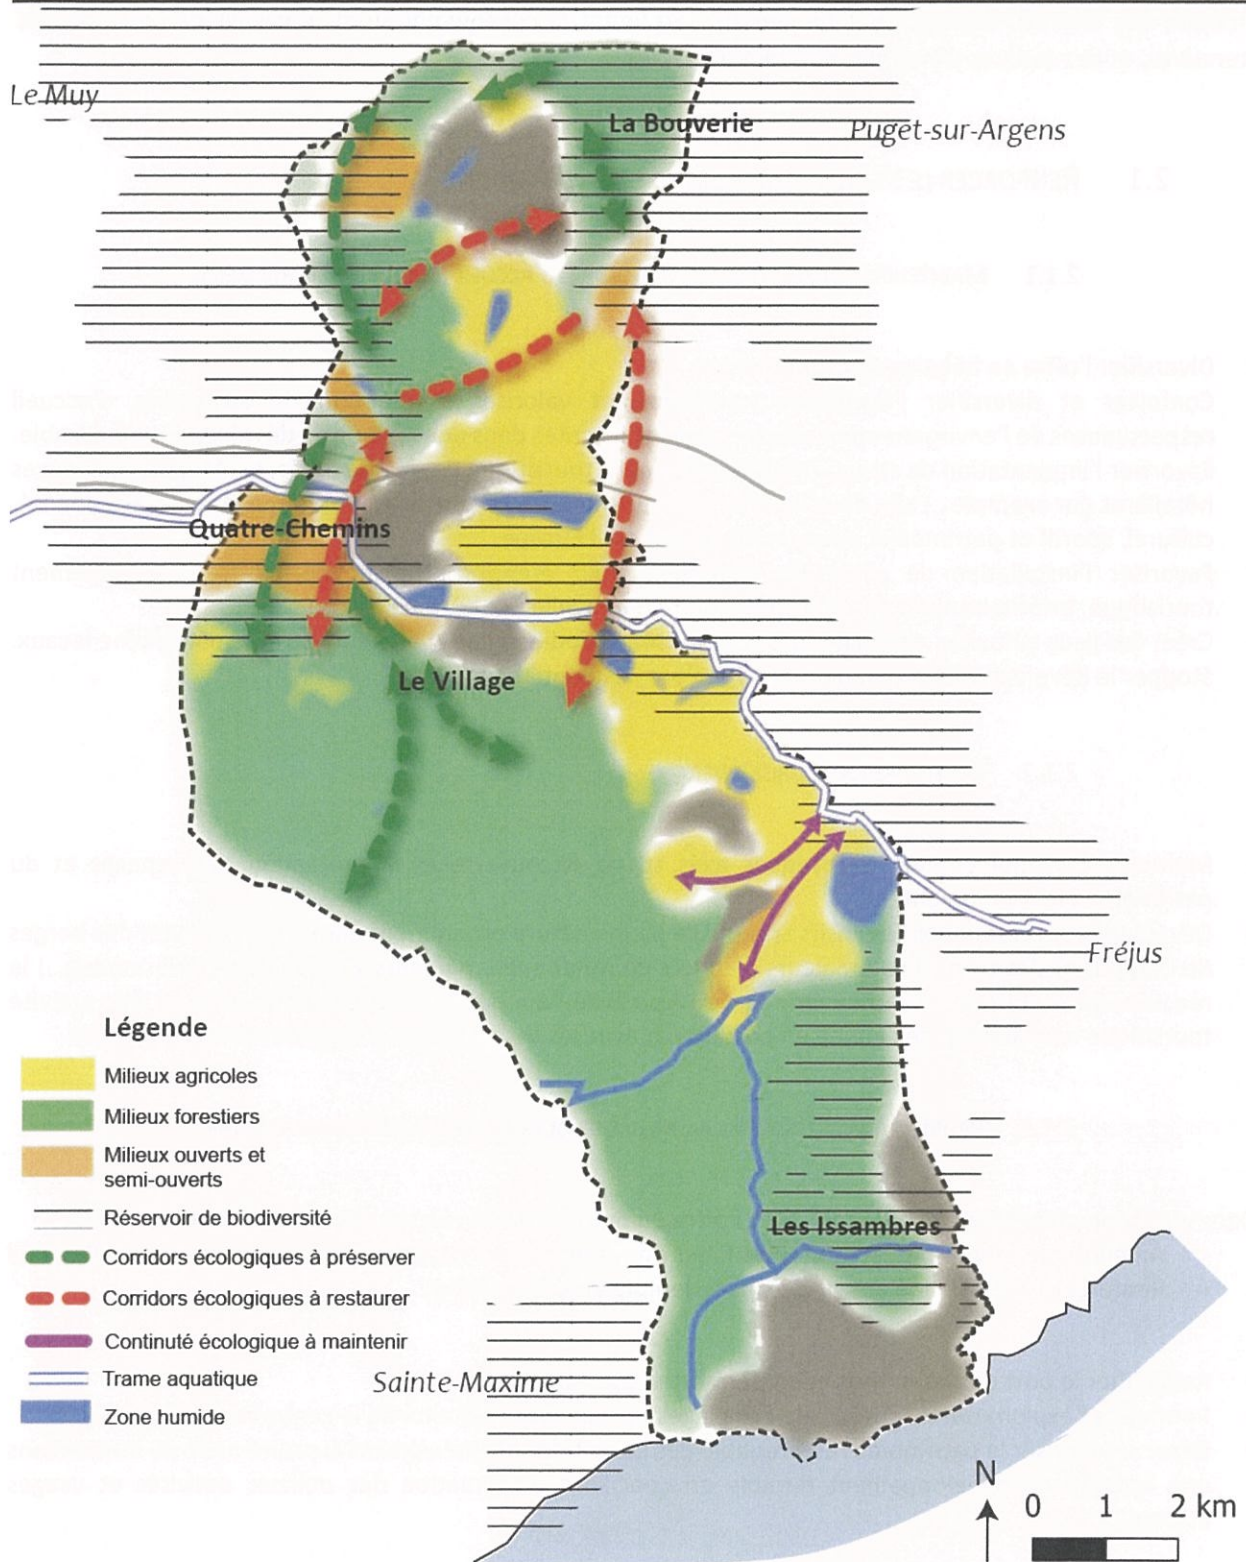 Le Muy
La Bouverie
Puget-sur-Argens
Quatre-Chemins
Le Village
Fréjus
Légende
Milieux agricoles
Milieux forestiers
Milieux ouverts et
semi-ouverts
Réservoir de biodiversité
Corridors écologiques à préserver
Corridors écologiques à restaurer
Continuté écologique à maintenir
Trame aquatique
Zone humide
Les Issambres
Sainte-Maxime
N
0 1 2 km